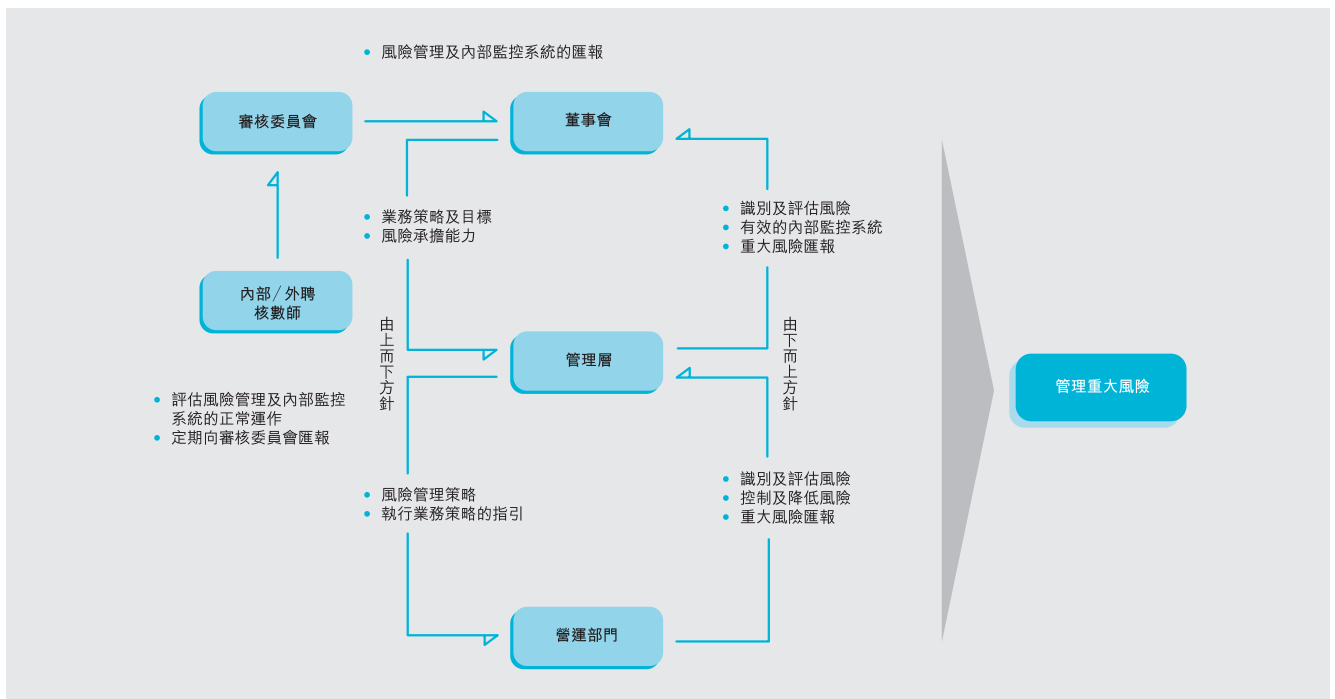 • 風險管理及內部監控系統的匯報
審核委員會
董事會
• 業務策略及目標
• 風險承擔能力
• 識別及評估風險
• 有效的內部監控系統
• 重大風險匯報
內部/外聘
核數師
由上而下方針
管理層
由下而上方針
管理重大風險
• 評估風險管理及內部監控
系統的正常運作
• 定期向審核委員會匯報
• 風險管理策略
• 執行業務策略的指引
• 識別及評估風險
• 控制及降低風險
• 重大風險匯報
營運部門